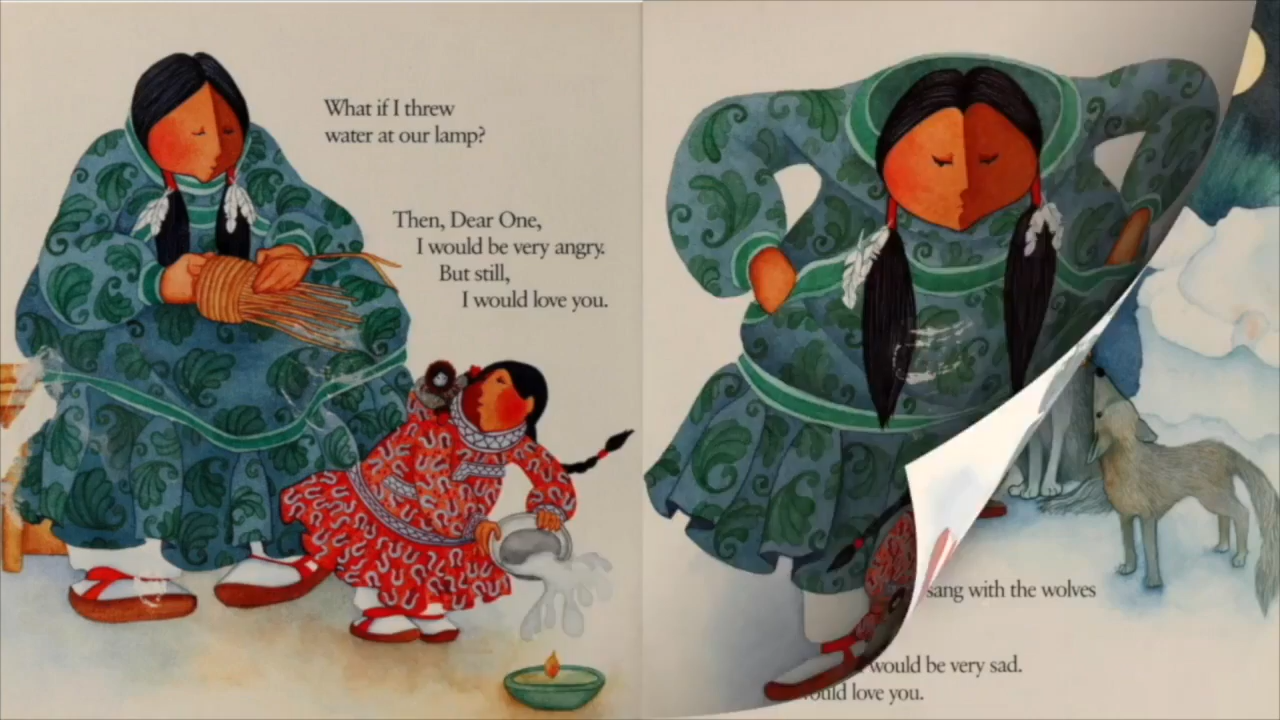 What if I threw
water at our lamp?
Then, Dear One,
I would be very angry.
But still,
I would love you.
sang with the wolves
would be very sad.
would love you.